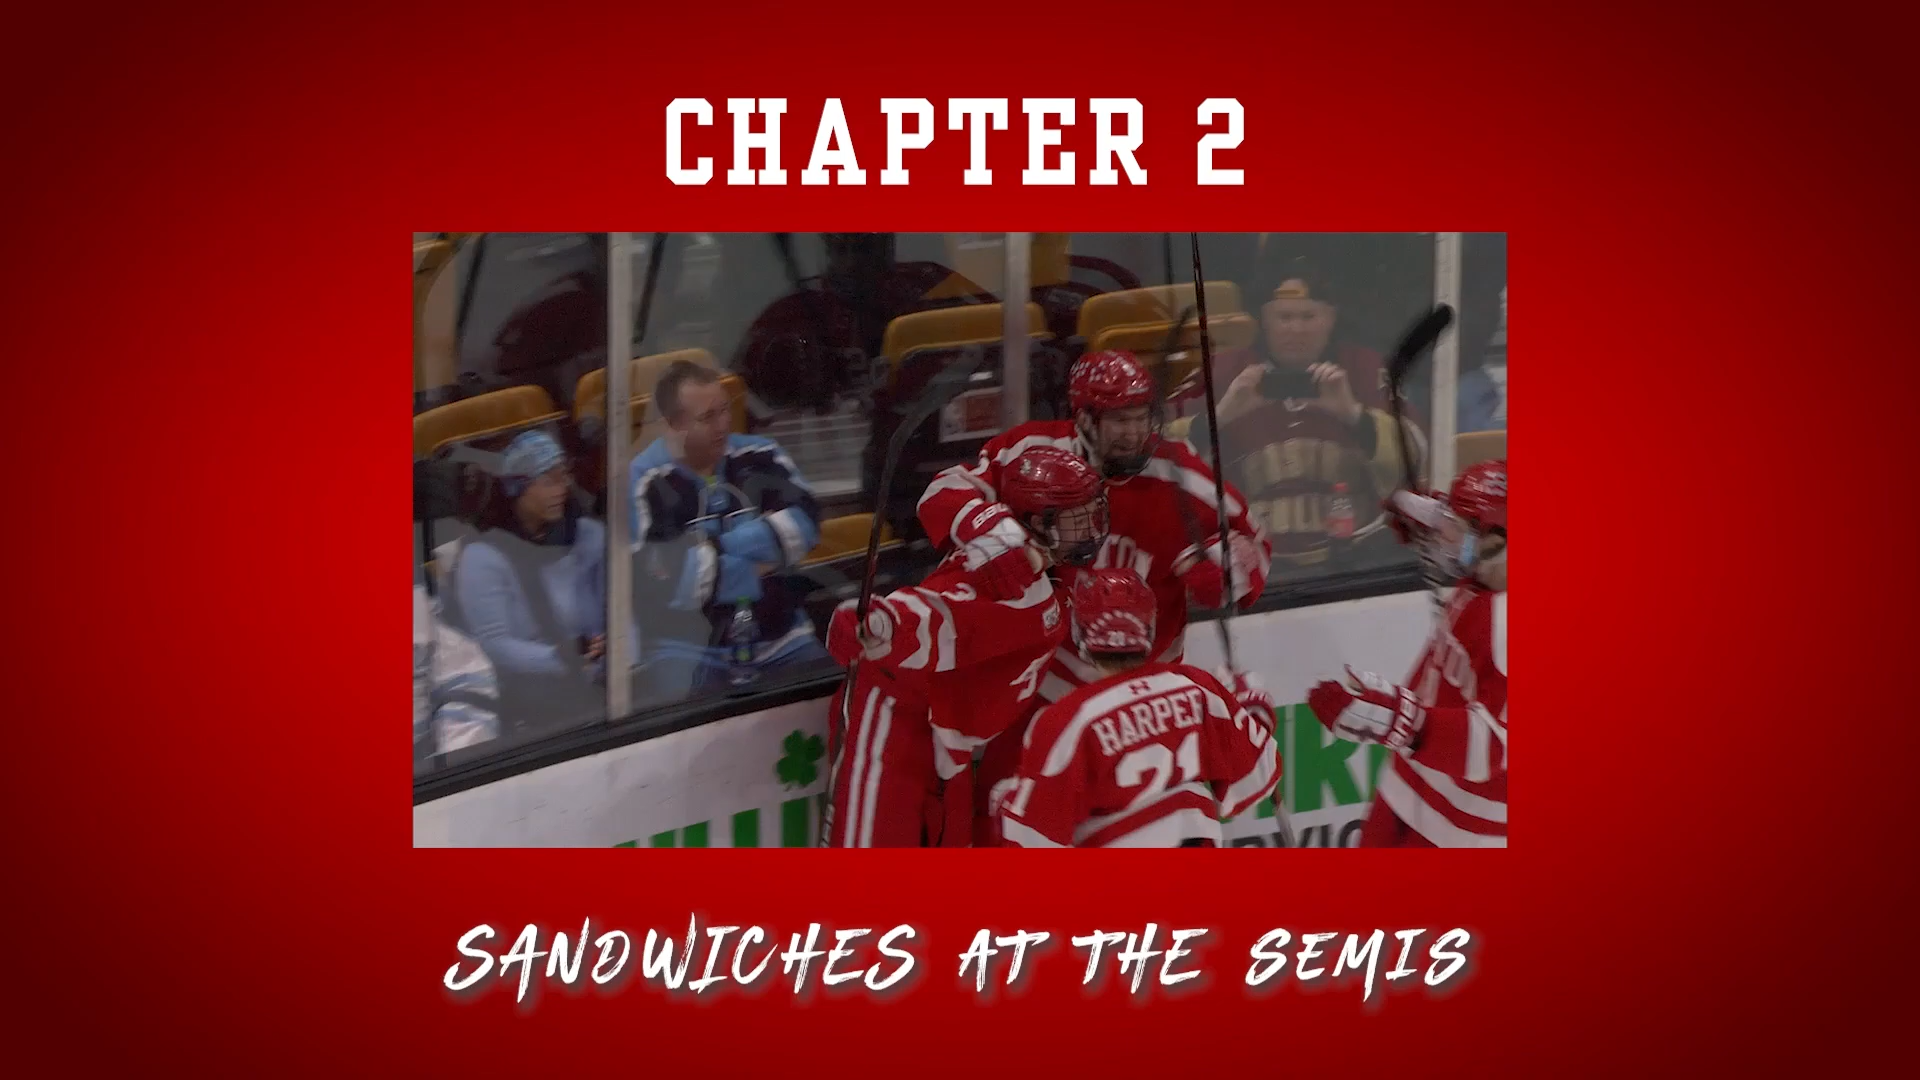 CHAPTER 2
HARPER
21
SANDWICHES AT THE SEMIS